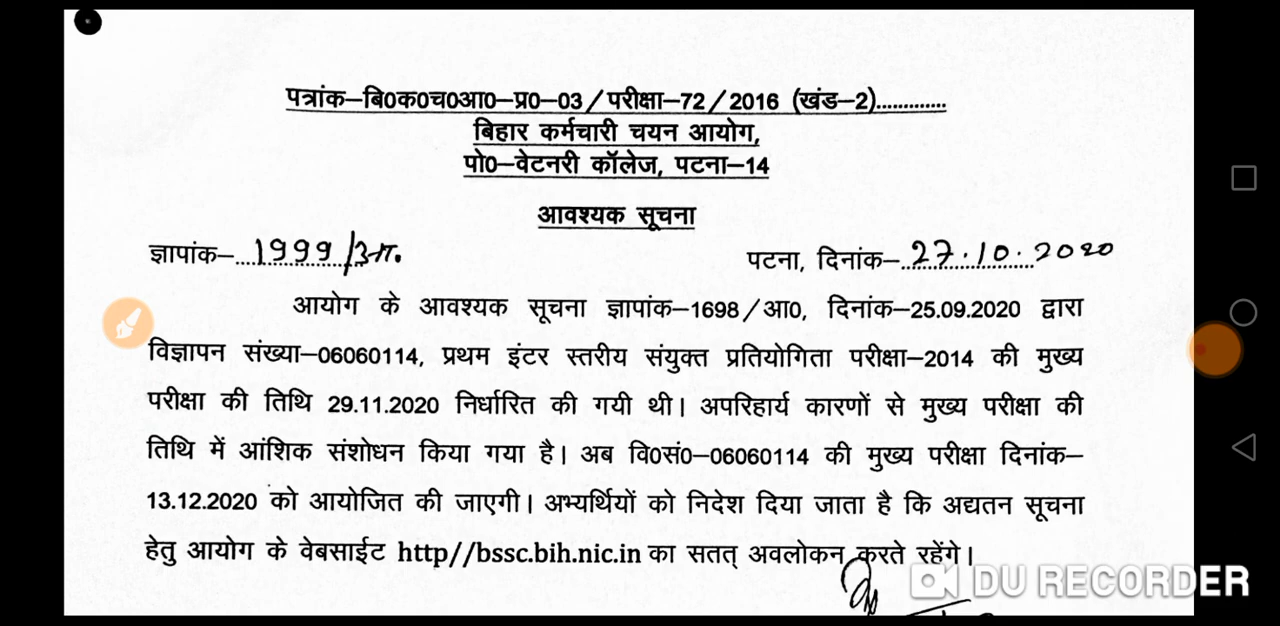 पत्रांक–बि0क0च0आ0–प्र0–03/परीक्षा–72/2016 (खंड–2).............
बिहार कर्मचारी चयन आयोग,
पो0–वेटनरी कॉलेज, पटना–14
आवश्यक सूचना
ज्ञापांक–...1999/आ.
पटना, दिनांक–..27.10.2020
आयोग के आवश्यक सूचना ज्ञापांक–1698/आ0, दिनांक–25.09.2020 द्वारा
विज्ञापन संख्या–06060114, प्रथम इंटर स्तरीय संयुक्त प्रतियोगिता परीक्षा–2014 की मुख्य
परीक्षा की तिथि 29.11.2020 निर्धारित की गयी थी। अपरिहार्य कारणों से मुख्य परीक्षा की
तिथि में आंशिक संशोधन किया गया है। अब वि0सं0–06060114 की मुख्य परीक्षा दिनांक–
13.12.2020 को आयोजित की जाएगी। अभ्यर्थियों को निदेश दिया जाता है कि अद्यतन सूचना
हेतु आयोग के वेबसाईट http//bssc.bih.nic.in का सतत् अवलोकन करते रहेंगे।
DU RECORDER